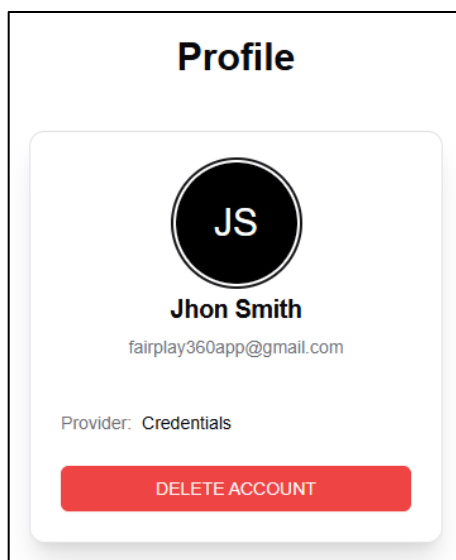 Profile
JS
Jhon Smith
fairplay360app@gmail.com
Provider: Credentials
DELETE ACCOUNT